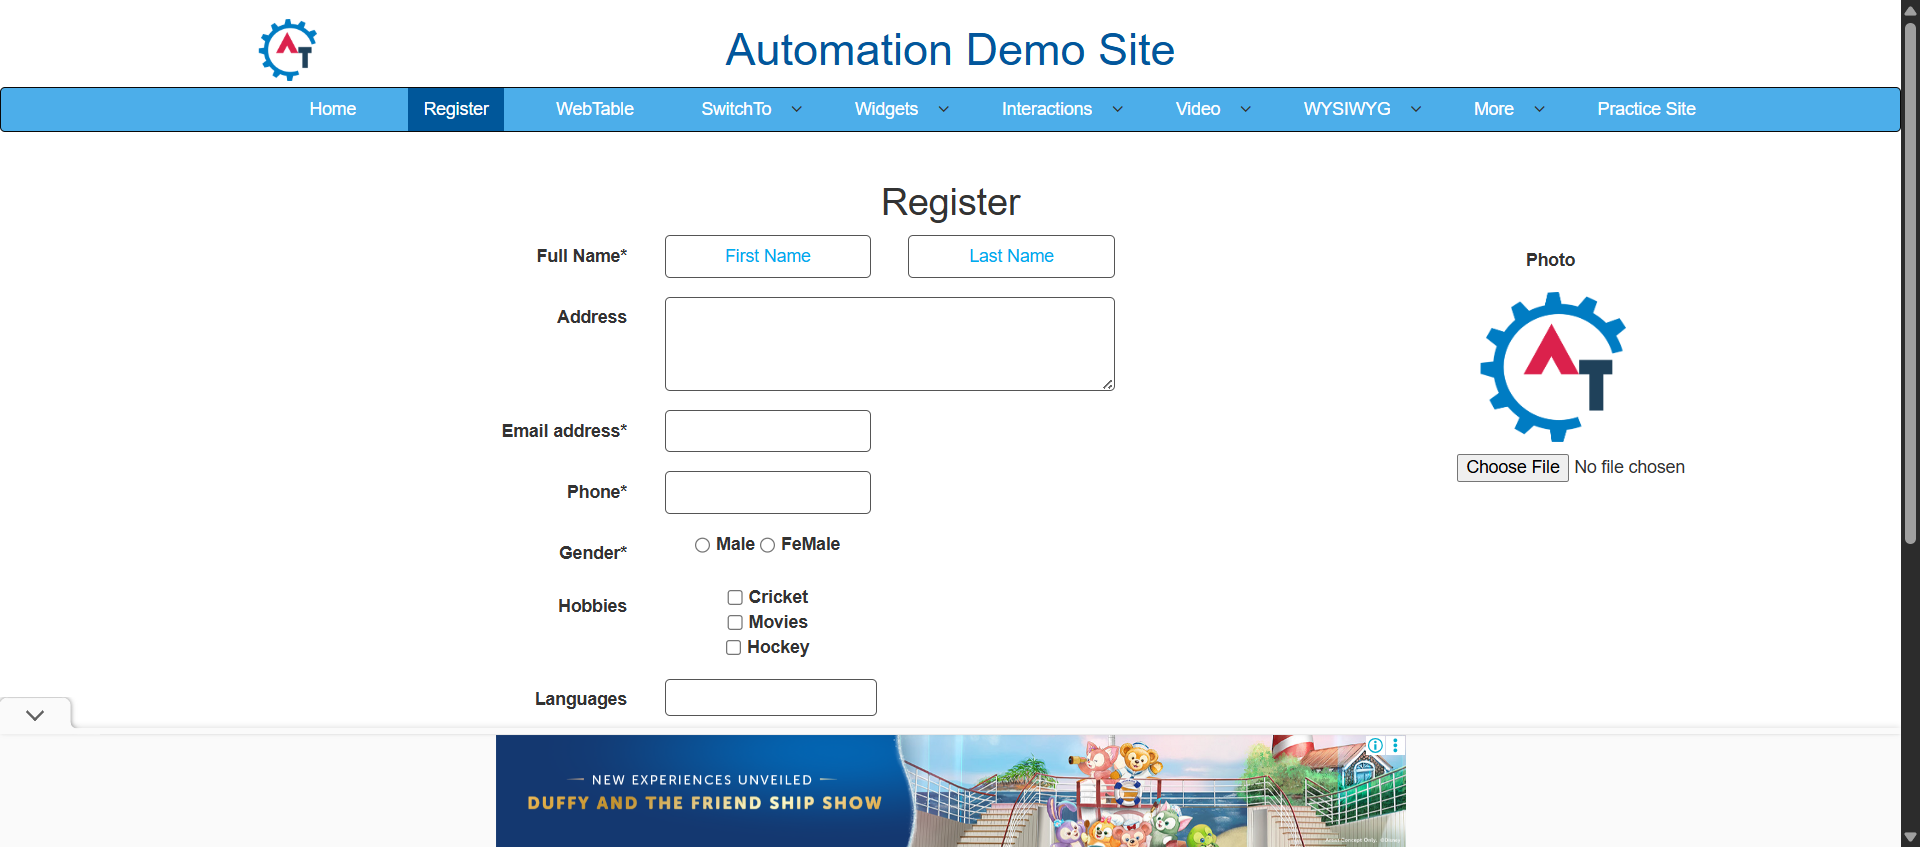 AT
Automation Demo Site
Home Register WebTable SwitchTo Widgets Interactions Video WYSIWYG More Practice Site
Register
Full Name* First Name Last Name
Photo
Address
AT
Email address*
Choose File No file chosen
Phone*
Gender* Male FeMale
Hobbies Cricket
Movies
Hockey
Languages
NEW EXPERIENCES UNVEILED
DUFFY AND THE FRIEND SHIP SHOW